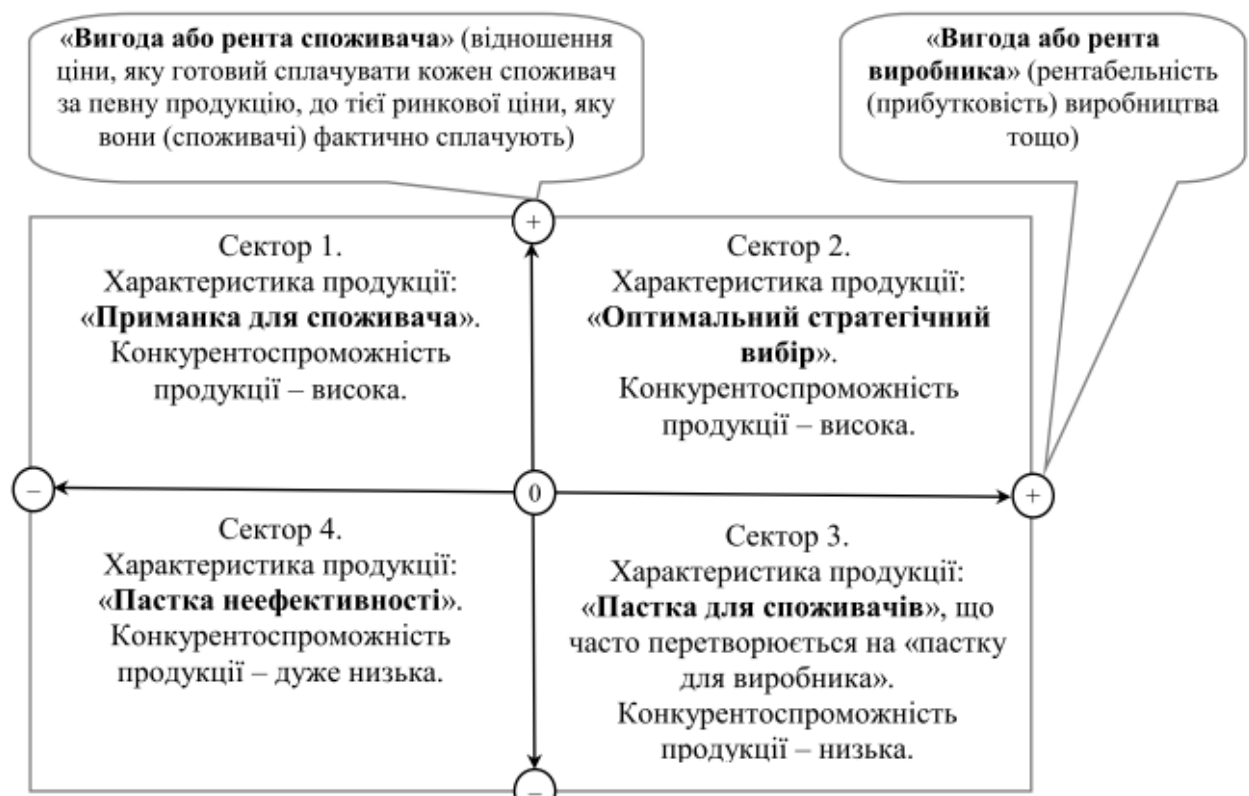 «Вигода або рента споживача» (відношення
ціни, яку готовий сплачувати кожен споживач
за певну продукцію, до тієї ринкової ціни, яку
вони (споживачі) фактично сплачують)
«Вигода або рента
виробника» (рентабельність
(прибутковість) виробництва
тощо)
+
Сектор 1.
Характеристика продукції:
«Приманка для споживача».
Конкурентоспроможність
продукції – висока.
Сектор 2.
Характеристика продукції:
«Оптимальний стратегічний
вибір».
Конкурентоспроможність
продукції – висока.
–
0
+
Сектор 4.
Характеристика продукції:
«Пастка неефективності».
Конкурентоспроможність
продукції – дуже низька.
Сектор 3.
Характеристика продукції:
«Пастка для споживачів», що
часто перетворюється на «пастку
для виробника».
Конкурентоспроможність
продукції – низька.
–